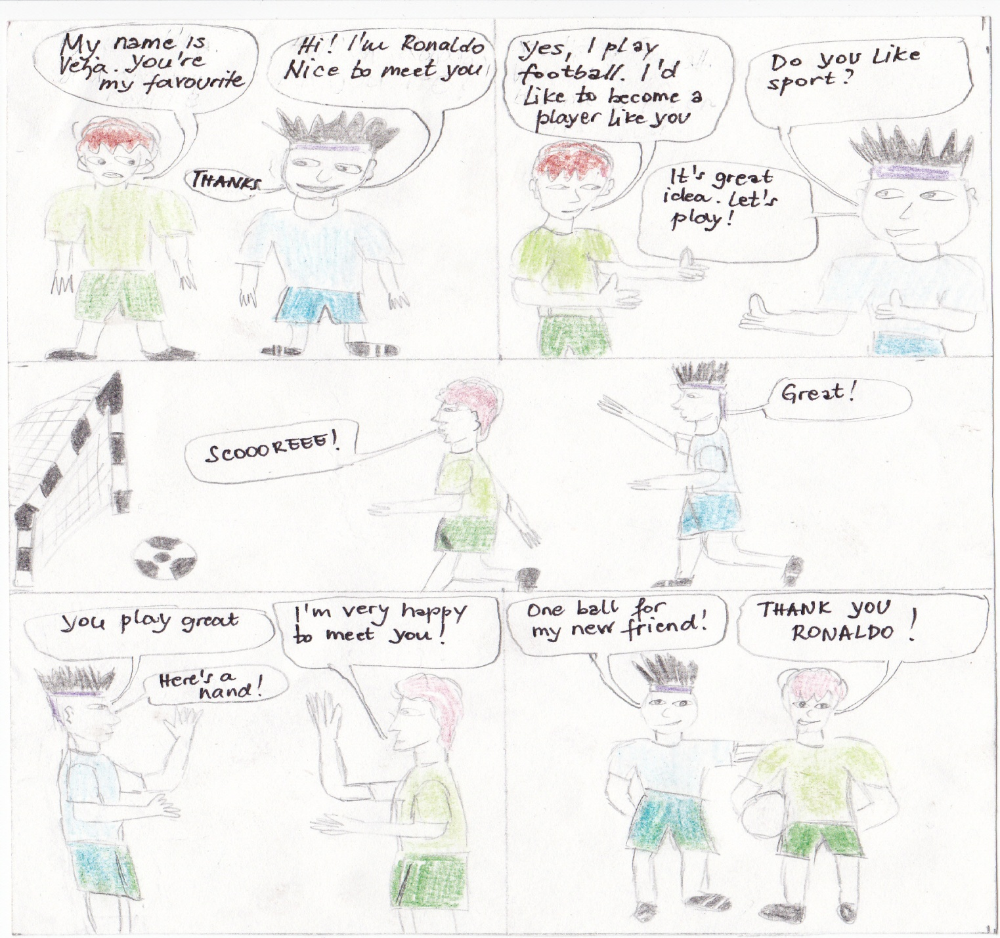 My name is
Veja. You're
my favourite
Hi! I'm Ronaldo
Nice to meet you
THANKS
Do you like
sport?
Yes, I play
football. I'd
like to become a
player like you
It's great
idea. Let's
play!
SCOOOREEE!
Great!
You play great
Here's a
hand!
I'm very happy
to meet you!
One ball for
my new friend!
THANK YOU
RONALDO!